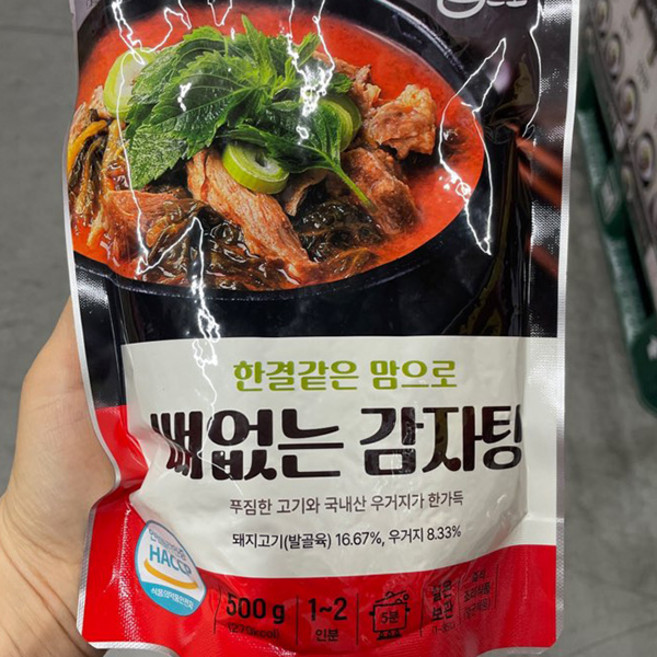 한결같은 맘으로
뼈없는 감자탕
푸짐한 고기와 국내산 우거지가 한가득
돼지고기(발골육) 16.67%, 우거지 8.33%
HACCP
500 g
1~2
인분
5분